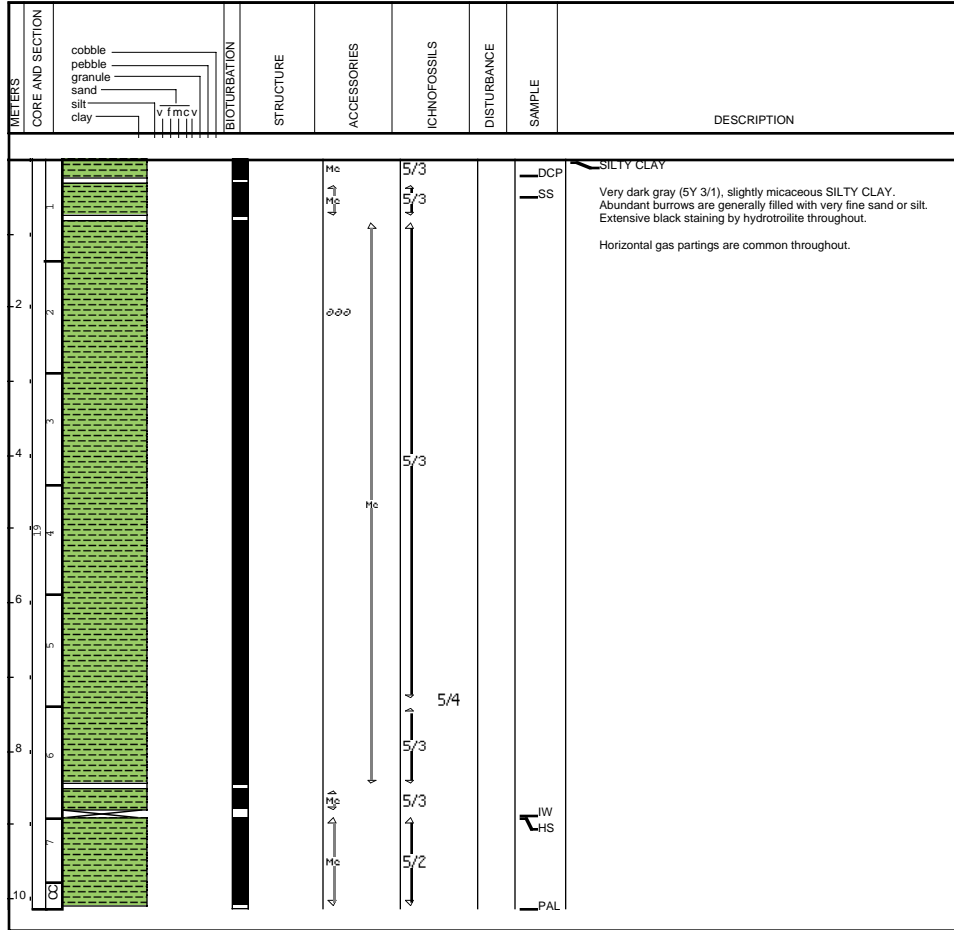 METERS
CORE AND SECTION
cobble
pebble
granule
sand
silt
clay
v f m c v
BIOTURBATION
STRUCTURE
ACCESSORIES
ICHNOFOSSILS
DISTURBANCE
SAMPLE
DESCRIPTION
Mc 5/3 DCP SILTY CLAY
1 Mc 5/3 SS
Very dark gray (5Y 3/1), slightly micaceous SILTY CLAY.
Abundant burrows are generally filled with very fine sand or silt.
Extensive black staining by hydrotroilite throughout.
Horizontal gas partings are common throughout.
2 2
3
4 5/3
Mc
19 4
6
5
5/4
8 6 5/3
Mc 5/3
IW
HS
7 Mc 5/2
10 CC PAL